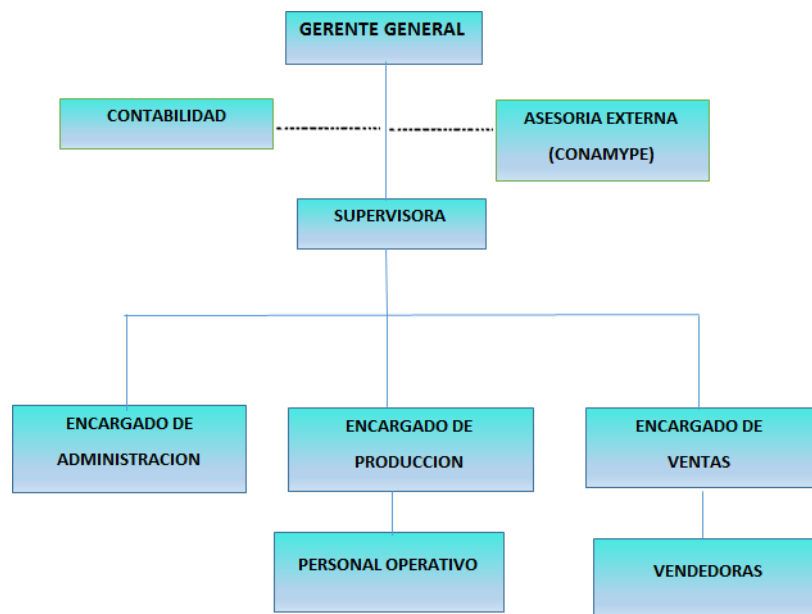 GERENTE GENERAL
CONTABILIDAD
ASESORIA EXTERNA
(CONAMYPE)
SUPERVISORA
ENCARGADO DE
ADMINISTRACION
ENCARGADO DE
PRODUCCION
ENCARGADO DE
VENTAS
PERSONAL OPERATIVO
VENDEDORAS